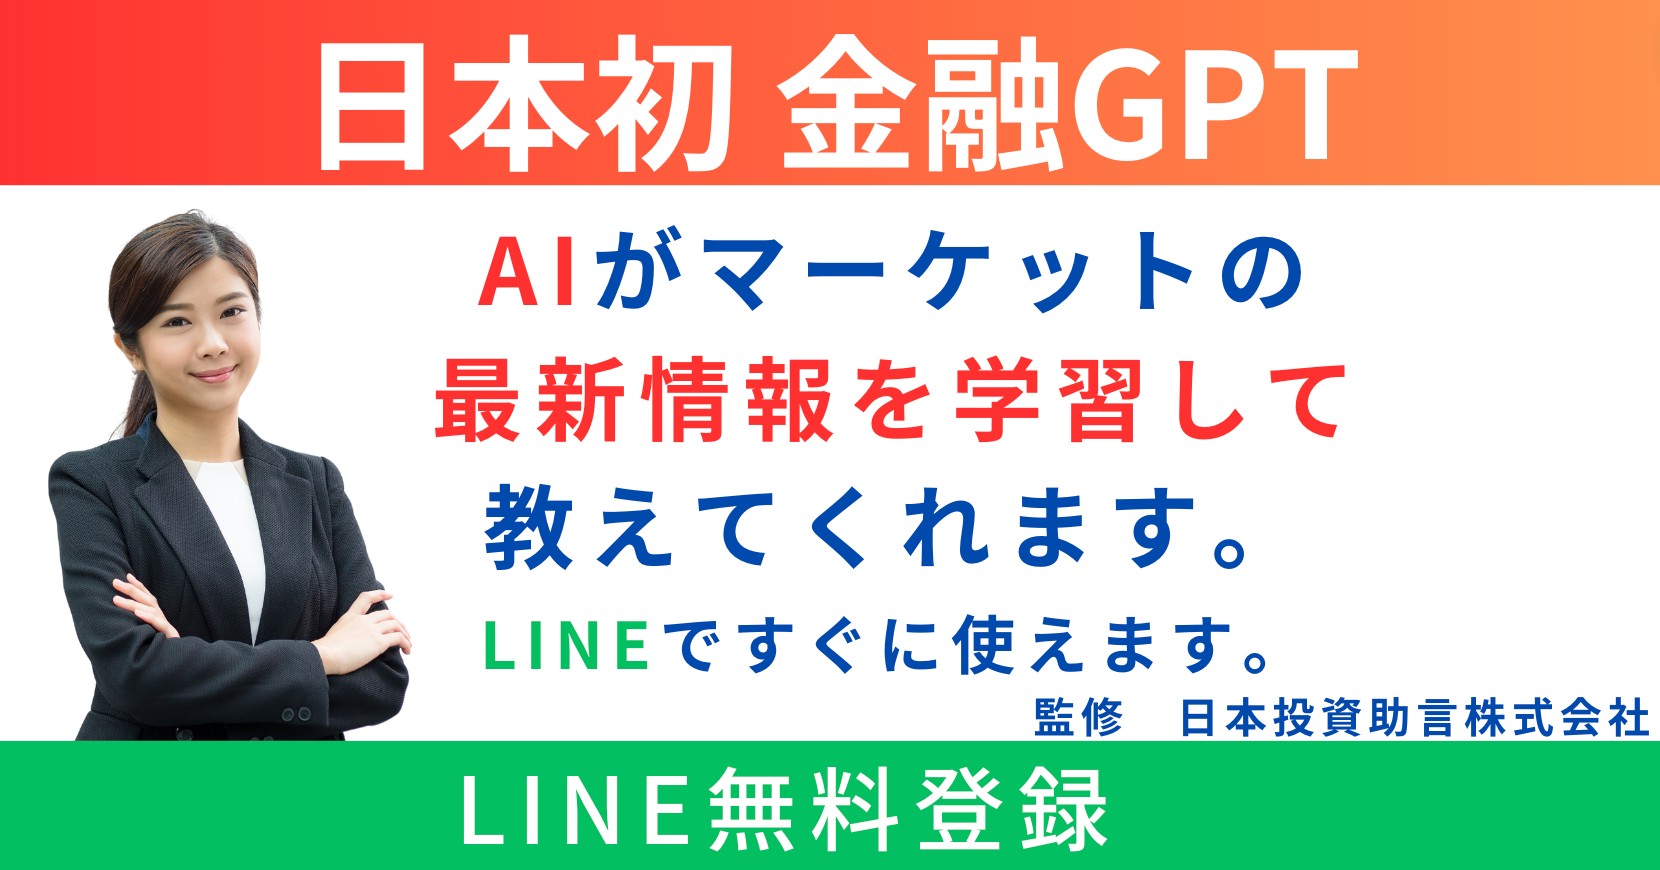 日本初 金融GPT
AIがマーケットの
最新情報を学習して
教えてくれます。
LINEですぐに使えます。
監修　日本投資助言株式会社
LINE無料登録